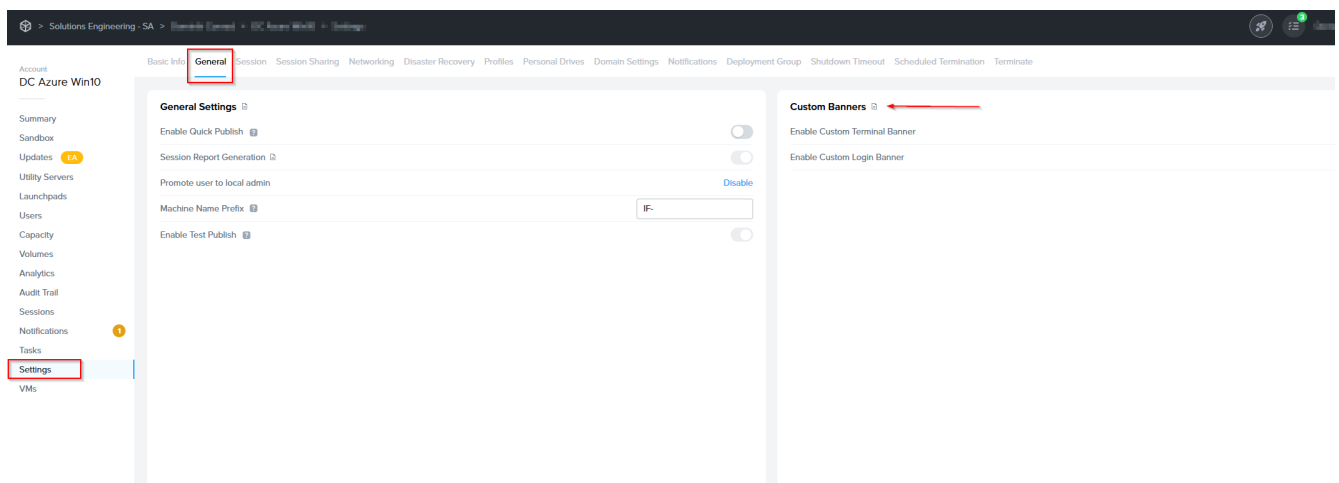 > Solutions Engineering - SA > > >
3
Account
DC Azure Win10
Summary
Sandbox
Updates EA
Utility Servers
Launchpads
Users
Capacity
Volumes
Analytics
Audit Trail
Sessions
Notifications 1
Tasks
Settings
VMs
Basic Info General Session Session Sharing Networking Disaster Recovery Profiles Personal Drives Domain Settings Notifications Deployment Group Shutdown Timeout Scheduled Termination Terminate
General Settings
Enable Quick Publish ?
Session Report Generation
Promote user to local admin Disable
Machine Name Prefix ? IF-
Enable Test Publish ?
Custom Banners
Enable Custom Terminal Banner
Enable Custom Login Banner